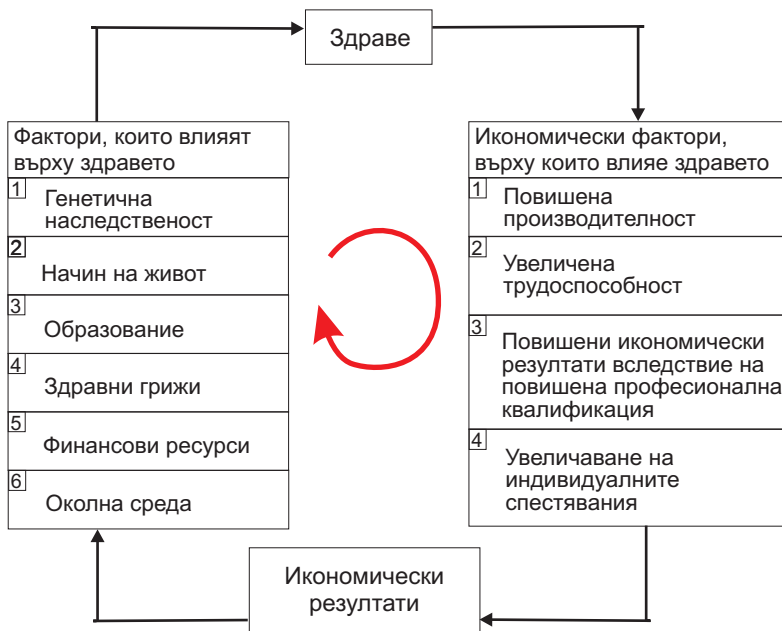 Здраве
Фактори, които влияят
върху здравето
1
Генетична
наследственост
2
Начин на живот
3
Образование
4
Здравни грижи
5
Финансови ресурси
6
Околна среда
Икономически фактори,
върху които влияе здравето
1
Повишена
производителност
2
Увеличена
трудоспособност
3
Повишени икономически
резултати вследствие на
повишена професионална
квалификация
4
Увеличаване на
индивидуалните
спестявания
Икономически
резултати